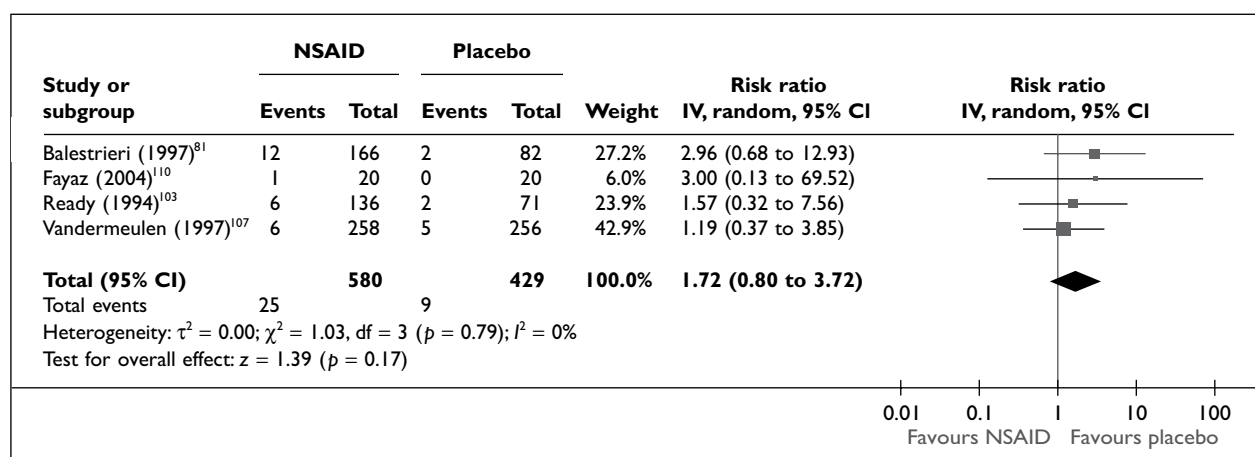 NSAID Placebo
Study or subgroup Events Total Events Total Weight Risk ratio IV, random, 95% CI Risk ratio IV, random, 95% CI
Balestrieri (1997)81 12 166 2 82 27.2% 2.96 (0.68 to 12.93)
Fayaz (2004)110 1 20 0 20 6.0% 3.00 (0.13 to 69.52)
Ready (1994)103 6 136 2 71 23.9% 1.57 (0.32 to 7.56)
Vandermeulen (1997)107 6 258 5 256 42.9% 1.19 (0.37 to 3.85)
Total (95% CI) 580 429 100.0% 1.72 (0.80 to 3.72)
Total events 25 9
Heterogeneity: τ² = 0.00; χ² = 1.03, df = 3 (p = 0.79); I² = 0%
Test for overall effect: z = 1.39 (p = 0.17)
0.01 0.1 1 10 100
Favours NSAID Favours placebo